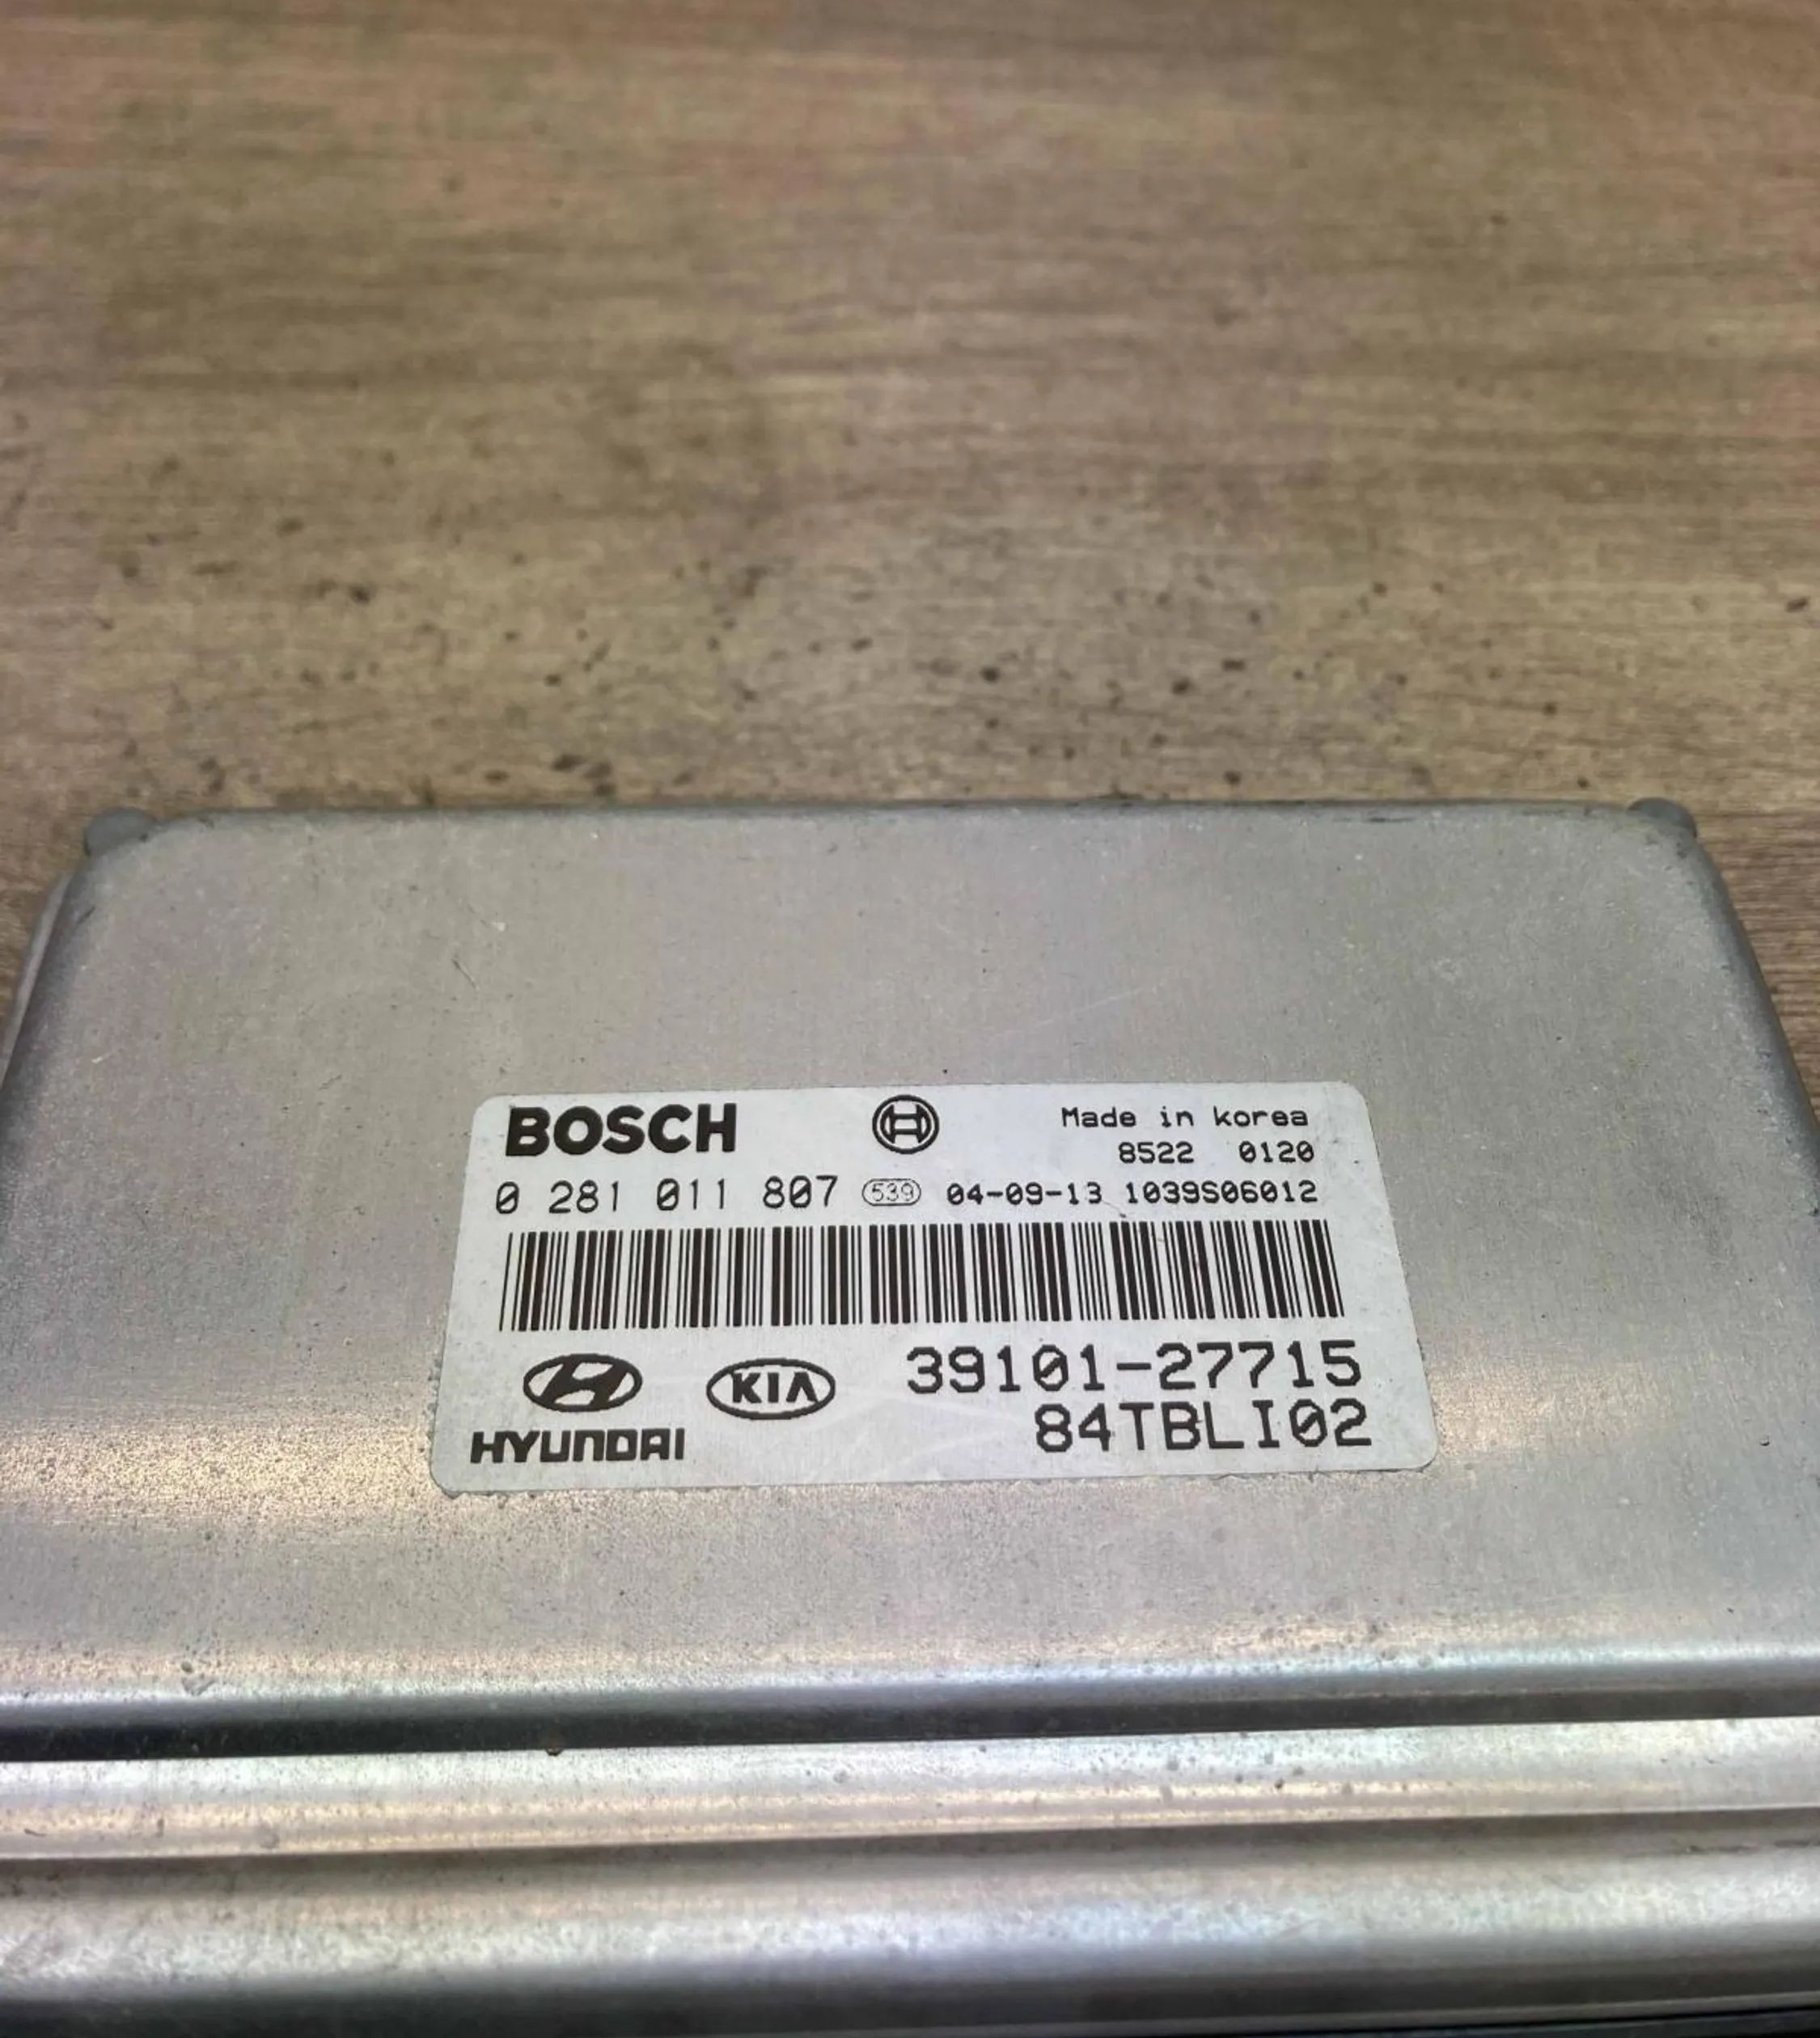 BOSCH
Made in korea
8522 0120
0 281 011 807 539 04-09-13 1039S06012
39101-27715
KIA
84TBLI02
HYUNDAI